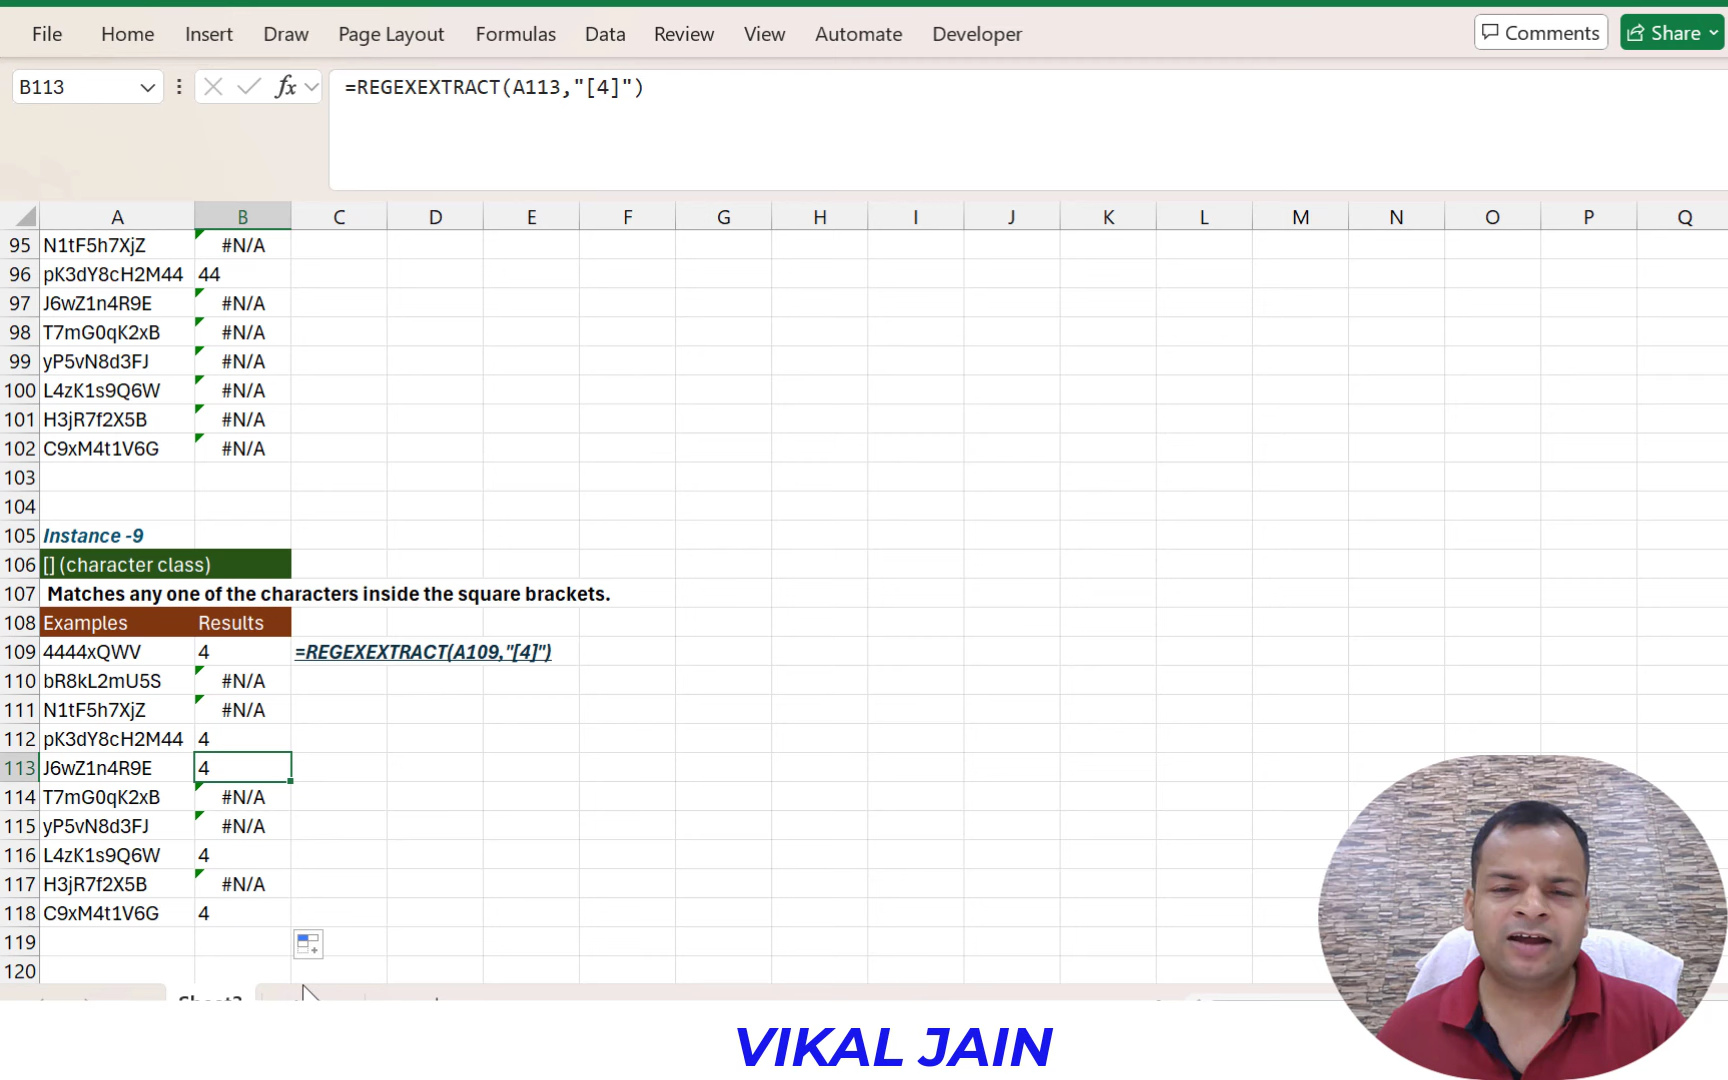 File Home Insert Draw Page Layout Formulas Data Review View Automate Developer Comments Share
B113 fx =REGEXEXTRACT(A113,"[4]")
A B C D E F G H I J K L M N O P Q
95 N1tF5h7XjZ #N/A
96 pK3dY8cH2M44 44
97 J6wZ1n4R9E #N/A
98 T7mG0qK2xB #N/A
99 yP5vN8d3FJ #N/A
100 L4zK1s9Q6W #N/A
101 H3jR7f2X5B #N/A
102 C9xM4t1V6G #N/A
103
104
105 Instance -9
106 [] (character class)
107 Matches any one of the characters inside the square brackets.
108 Examples Results
109 4444xQWV 4 =REGEXEXTRACT(A109,"[4]")
110 bR8kL2mU5S #N/A
111 N1tF5h7XjZ #N/A
112 pK3dY8cH2M44 4
113 J6wZ1n4R9E 4
114 T7mG0qK2xB #N/A
115 yP5vN8d3FJ #N/A
116 L4zK1s9Q6W 4
117 H3jR7f2X5B #N/A
118 C9xM4t1V6G 4
119
120
VIKAL JAIN